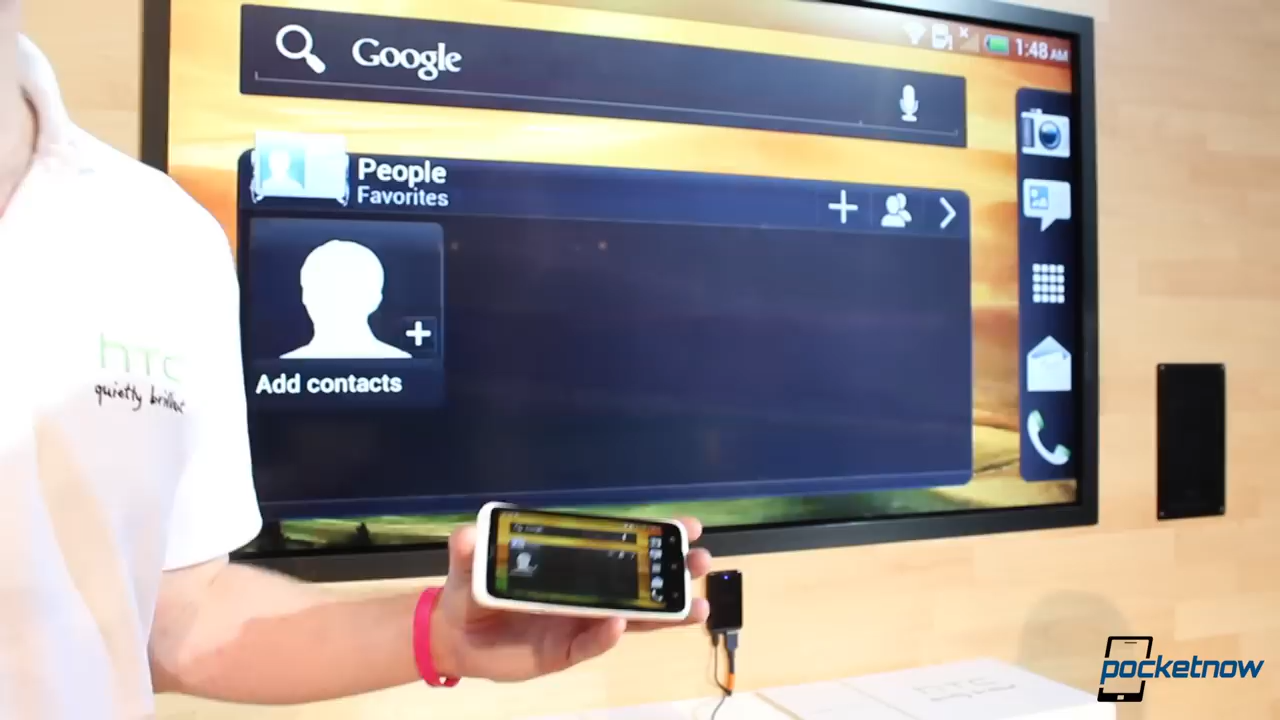 Google
1:48 AM
People
Favorites
Add contacts
htc
quietly brilliant
pocketnow